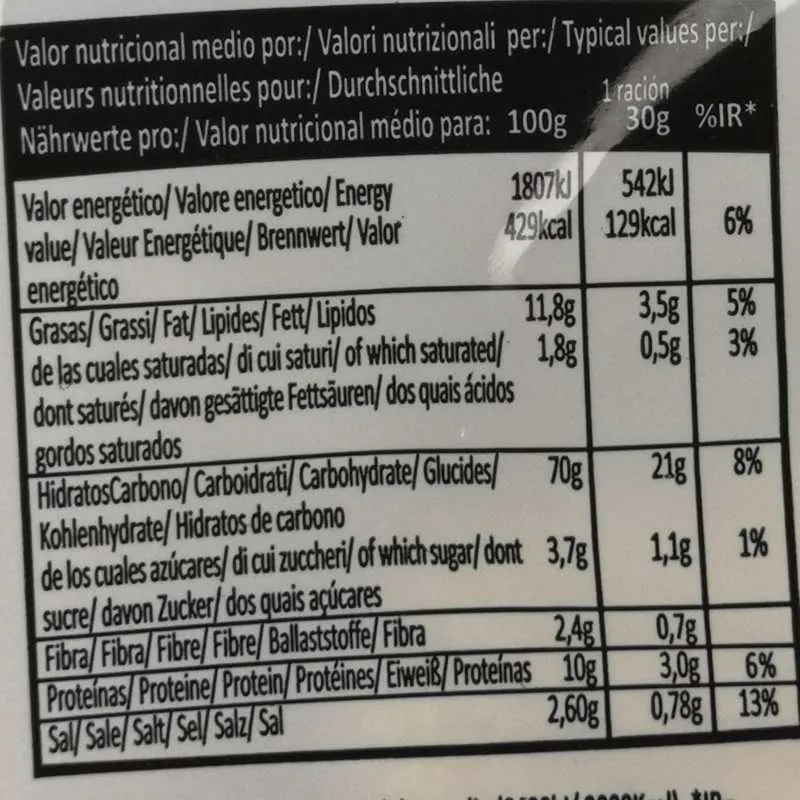 Valor nutricional medio por:/ Valori nutrizionali per:/ Typical values per:/
Valeurs nutritionnelles pour:/ Durchschnittliche
1 ración
Nährwerte pro:/ Valor nutricional médio para: 100g 30g %IR*
Valor energético/ Valore energetico/ Energy 1807kJ 542kJ
value/ Valeur Energétique/ Brennwert/ Valor 429kcal 129kcal 6%
energético
Grasas/ Grassi/ Fat/ Lipides/ Fett/ Lipidos 11,8g 3,5g 5%
de las cuales saturadas/ di cui saturi/ of which saturated/ 1,8g 0,5g 3%
dont saturés/ davon gesättigte Fettsäuren/ dos quais ácidos
gordos saturados
HidratosCarbono/ Carboidrati/ Carbohydrate/ Glucides/ 70g 21g 8%
Kohlenhydrate/ Hidratos de carbono
de los cuales azúcares/ di cui zuccheri/ of which sugar/ dont 3,7g 1,1g 1%
sucre/ davon Zucker/ dos quais açúcares
Fibra/ Fibra/ Fibre/ Fibre/ Ballaststoffe/ Fibra 2,4g 0,7g
Proteínas/ Proteine/ Protein/ Protéines/ Eiweiß/ Proteínas 10g 3,0g 6%
Sal/ Sale/ Salt/ Sel/ Salz/ Sal 2,60g 0,78g 13%